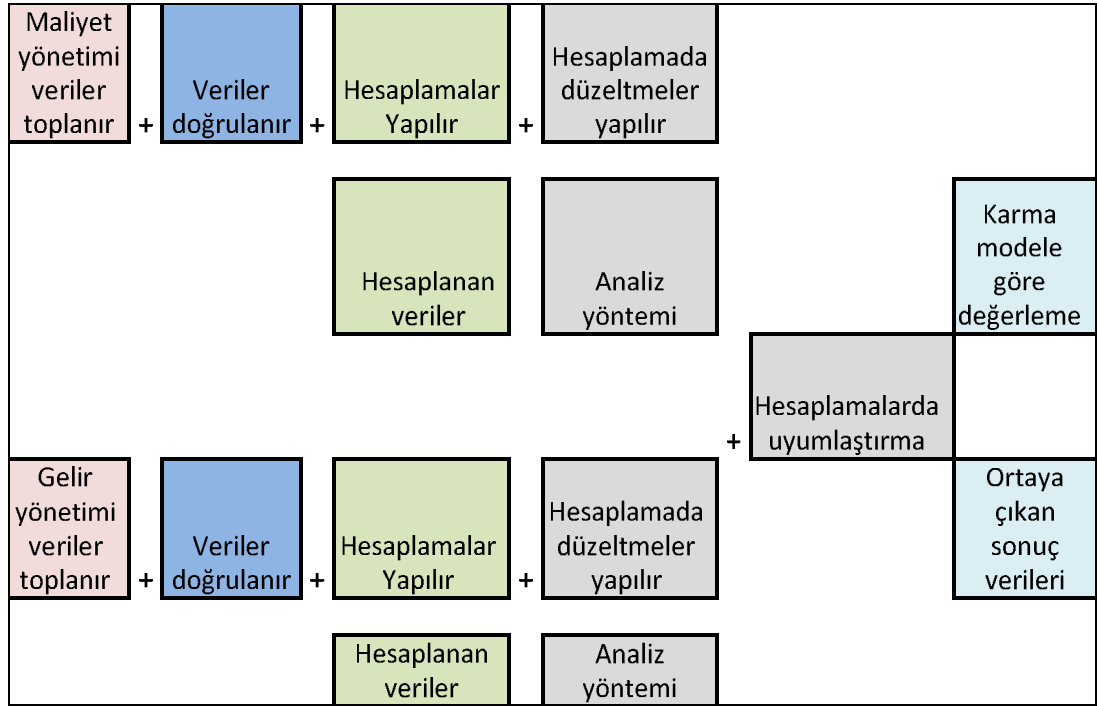 Maliyet
yönetimi
veriler
toplanır
+
Veriler
doğrulanır
+
Hesaplamalar
Yapılır
+
Hesaplamada
düzeltmeler
yapılır
Hesaplanan
veriler
Analiz
yöntemi
Karma
modele
göre
değerleme
+
Hesaplamalarda
uyumlaştırma
Gelir
yönetimi
veriler
toplanır
+
Veriler
doğrulanır
+
Hesaplamalar
Yapılır
+
Hesaplamada
düzeltmeler
yapılır
Ortaya
çıkan
sonuç
verileri
Hesaplanan
veriler
Analiz
yöntemi